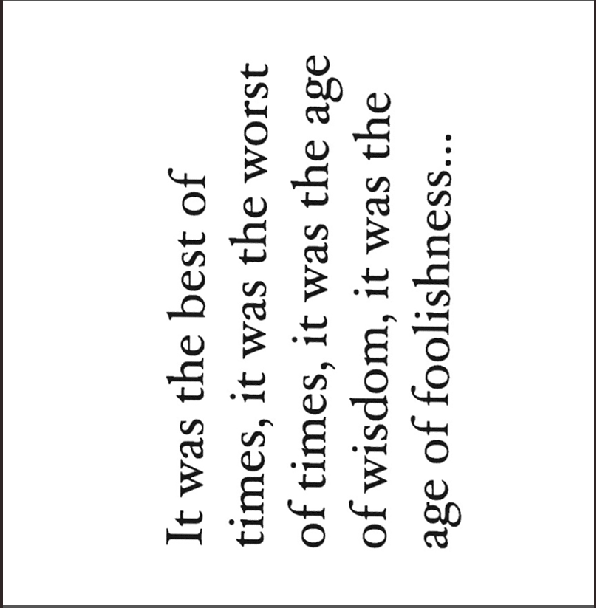 It was the best of
times, it was the worst
of times, it was the age
of wisdom, it was the
age of foolishness...